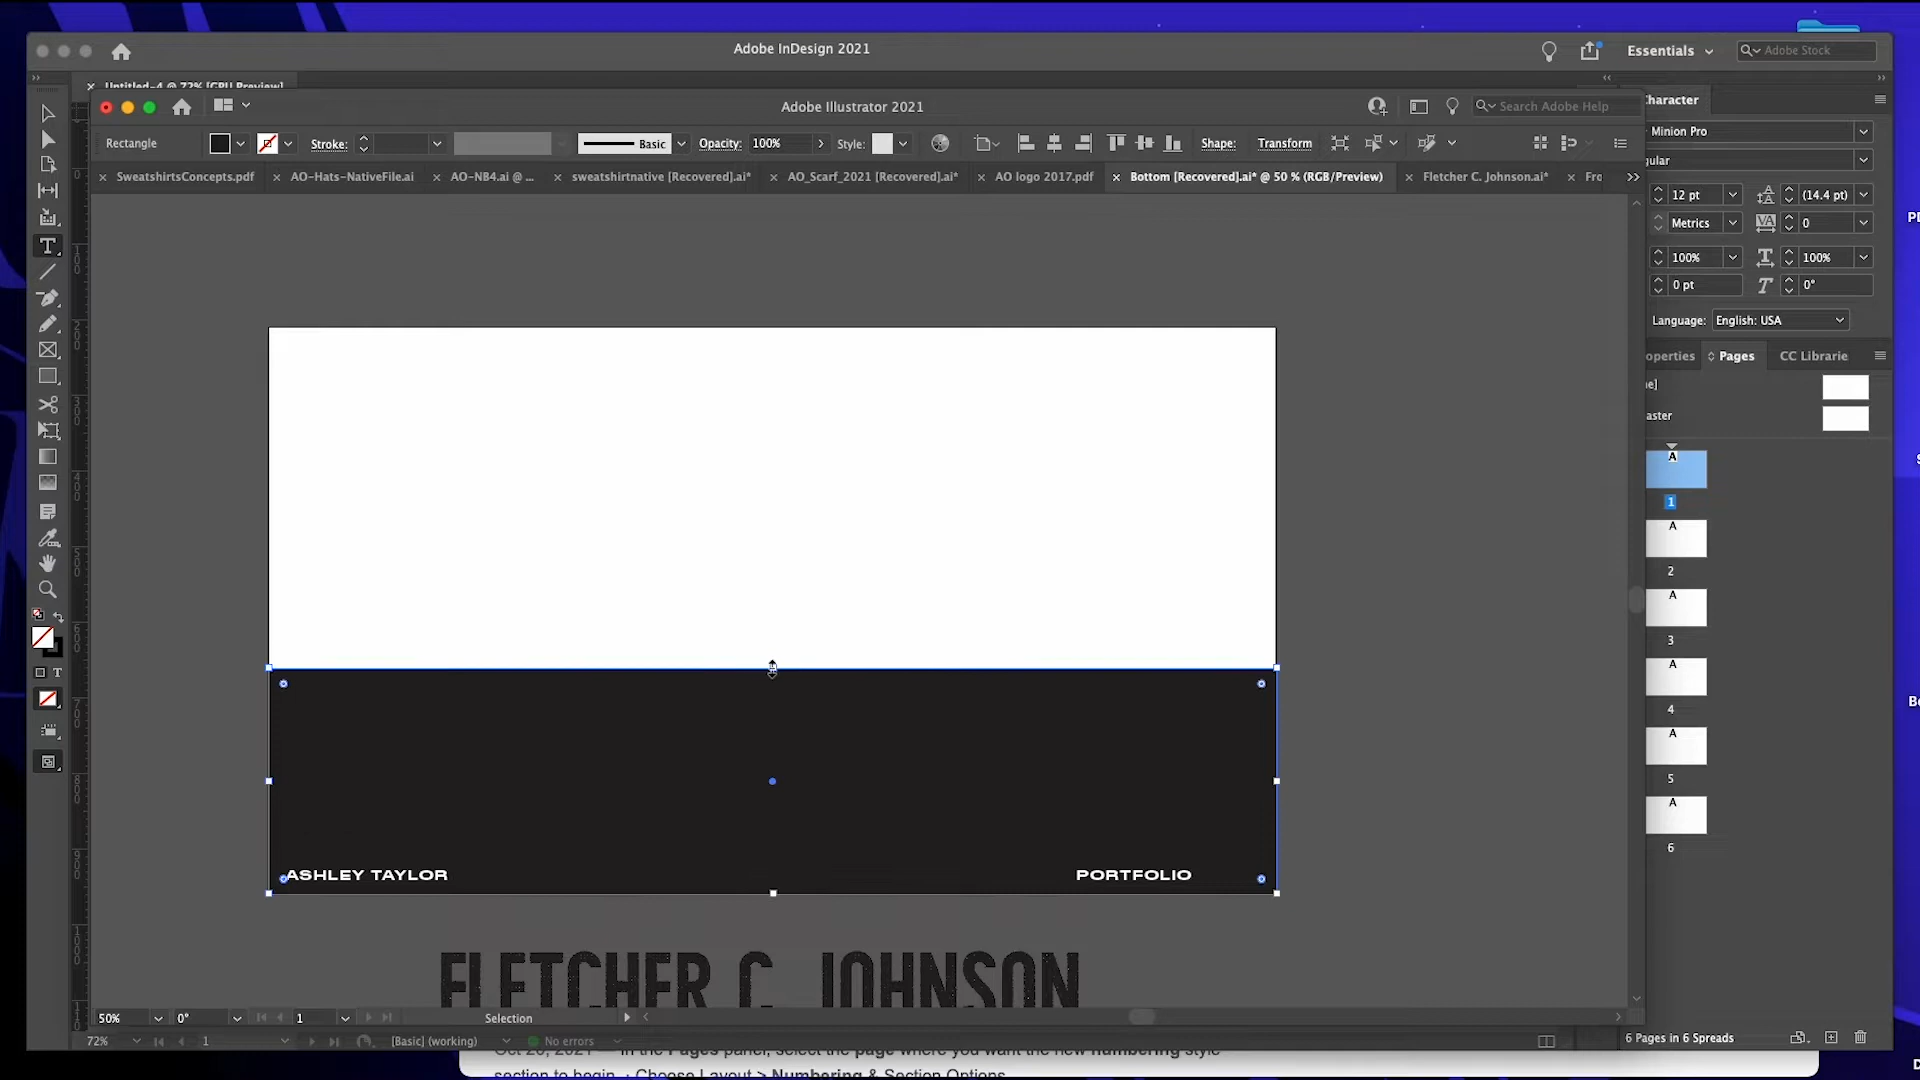 Adobe InDesign 2021
Essentials
Adobe Stock
Untitled-4 @ 72% [GPU Preview]
Adobe Illustrator 2021
Search Adobe Help
Character
Rectangle
Stroke:
Basic
Opacity:
100%
Style:
Shape:
Transform
Minion Pro
gular
SweatshirtsConcepts.pdf
AO-Hats-NativeFile.ai
AO-NB4.ai @ ...
sweatshirtnative [Recovered].ai*
AO_Scarf_2021 [Recovered].ai*
AO logo 2017.pdf
Bottom [Recovered].ai* @ 50 % (RGB/Preview)
Fletcher C. Johnson.ai*
Fro
12 pt
(14.4 pt)
Metrics
0
100%
100%
0 pt
0°
Language:
English: USA
operties
Pages
CC Librarie
e]
aster
A
1
A
2
A
3
A
4
A
5
A
6
ASHLEY TAYLOR
PORTFOLIO
FLETCHER C. JOHNSON
50%
0°
1
Selection
72%
1
[Basic] (working)
No errors
6 Pages in 6 Spreads
Oct 20, 2021 — In the Pages panel, select the page where you want the new numbering style
section to begin. · Choose Layout > Numbering & Section Options